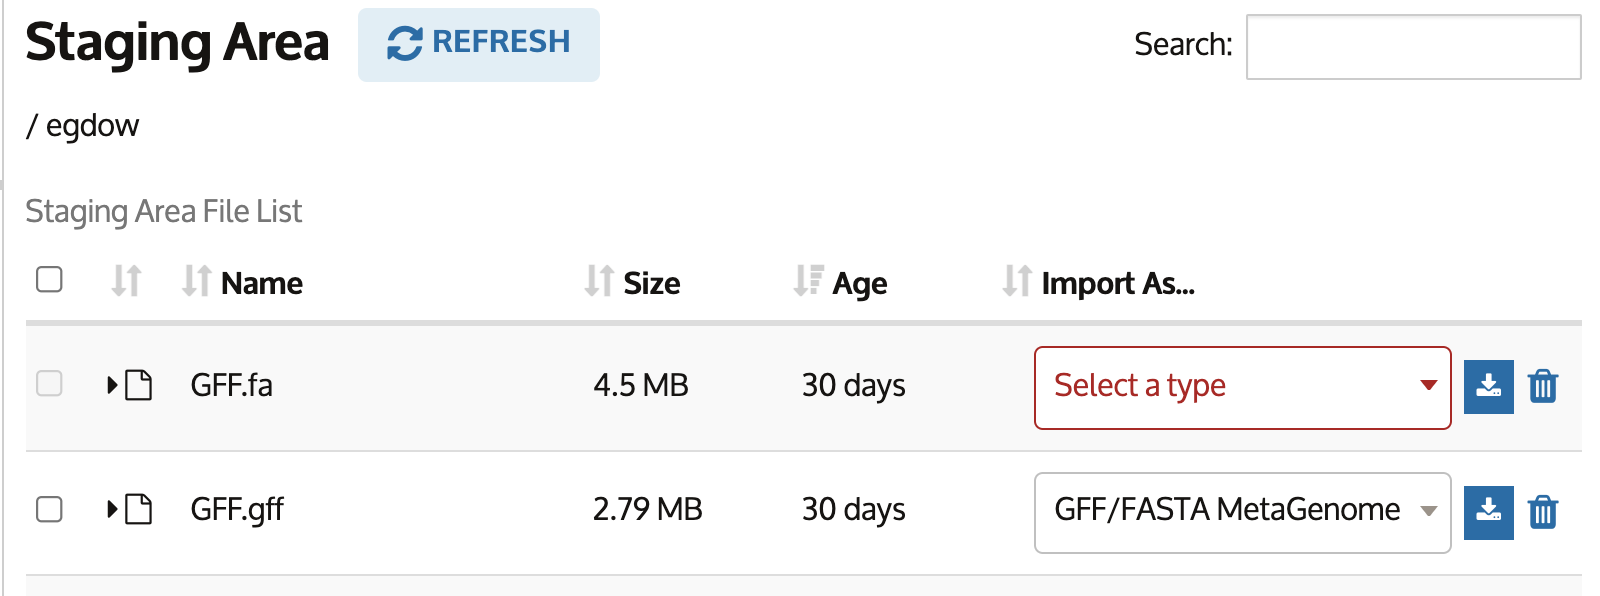 Staging Area REFRESH Search:
/ egdow
Staging Area File List
Name Size Age Import As...
GFF.fa 4.5 MB 30 days Select a type
GFF.gff 2.79 MB 30 days GFF/FASTA MetaGenome